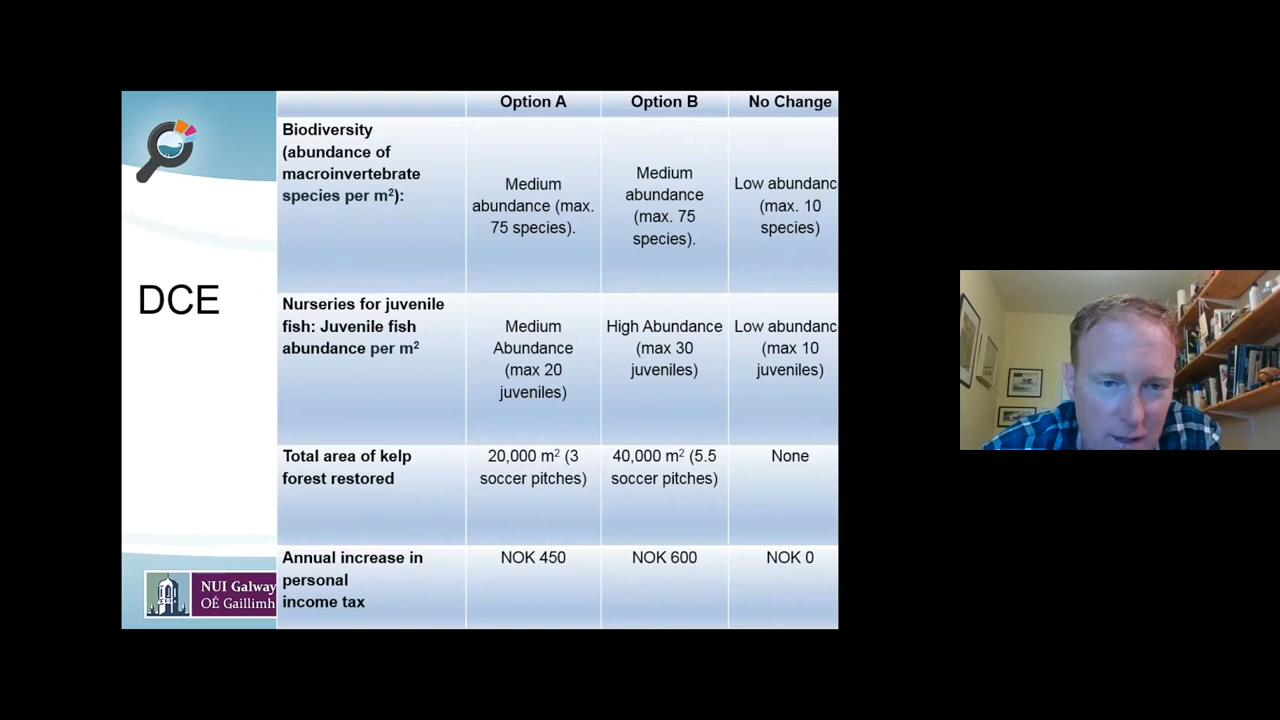 Option A
Option B
No Change
Biodiversity
(abundance of
macroinvertebrate
species per m²):
Medium
abundance (max.
75 species).
Medium
abundance
(max. 75
species).
Low abundanc
(max. 10
species)
DCE
Nurseries for juvenile
fish: Juvenile fish
abundance per m²
Medium
Abundance
(max 20
juveniles)
High Abundance
(max 30
juveniles)
Low abundanc
(max 10
juveniles)
Total area of kelp
forest restored
20,000 m² (3
soccer pitches)
40,000 m² (5.5
soccer pitches)
None
Annual increase in
personal
income tax
NOK 450
NOK 600
NOK 0
NUI Galway
OÉ Gaillimh